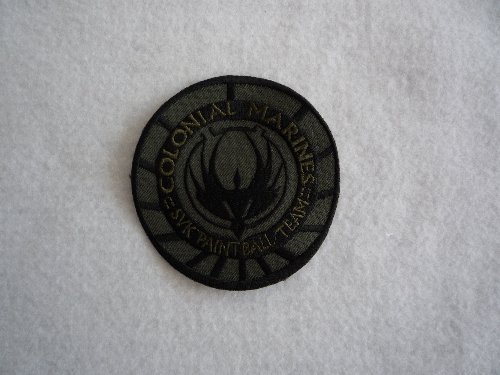 COLONIAL MARINES
SVK PAINTBALL TEAM